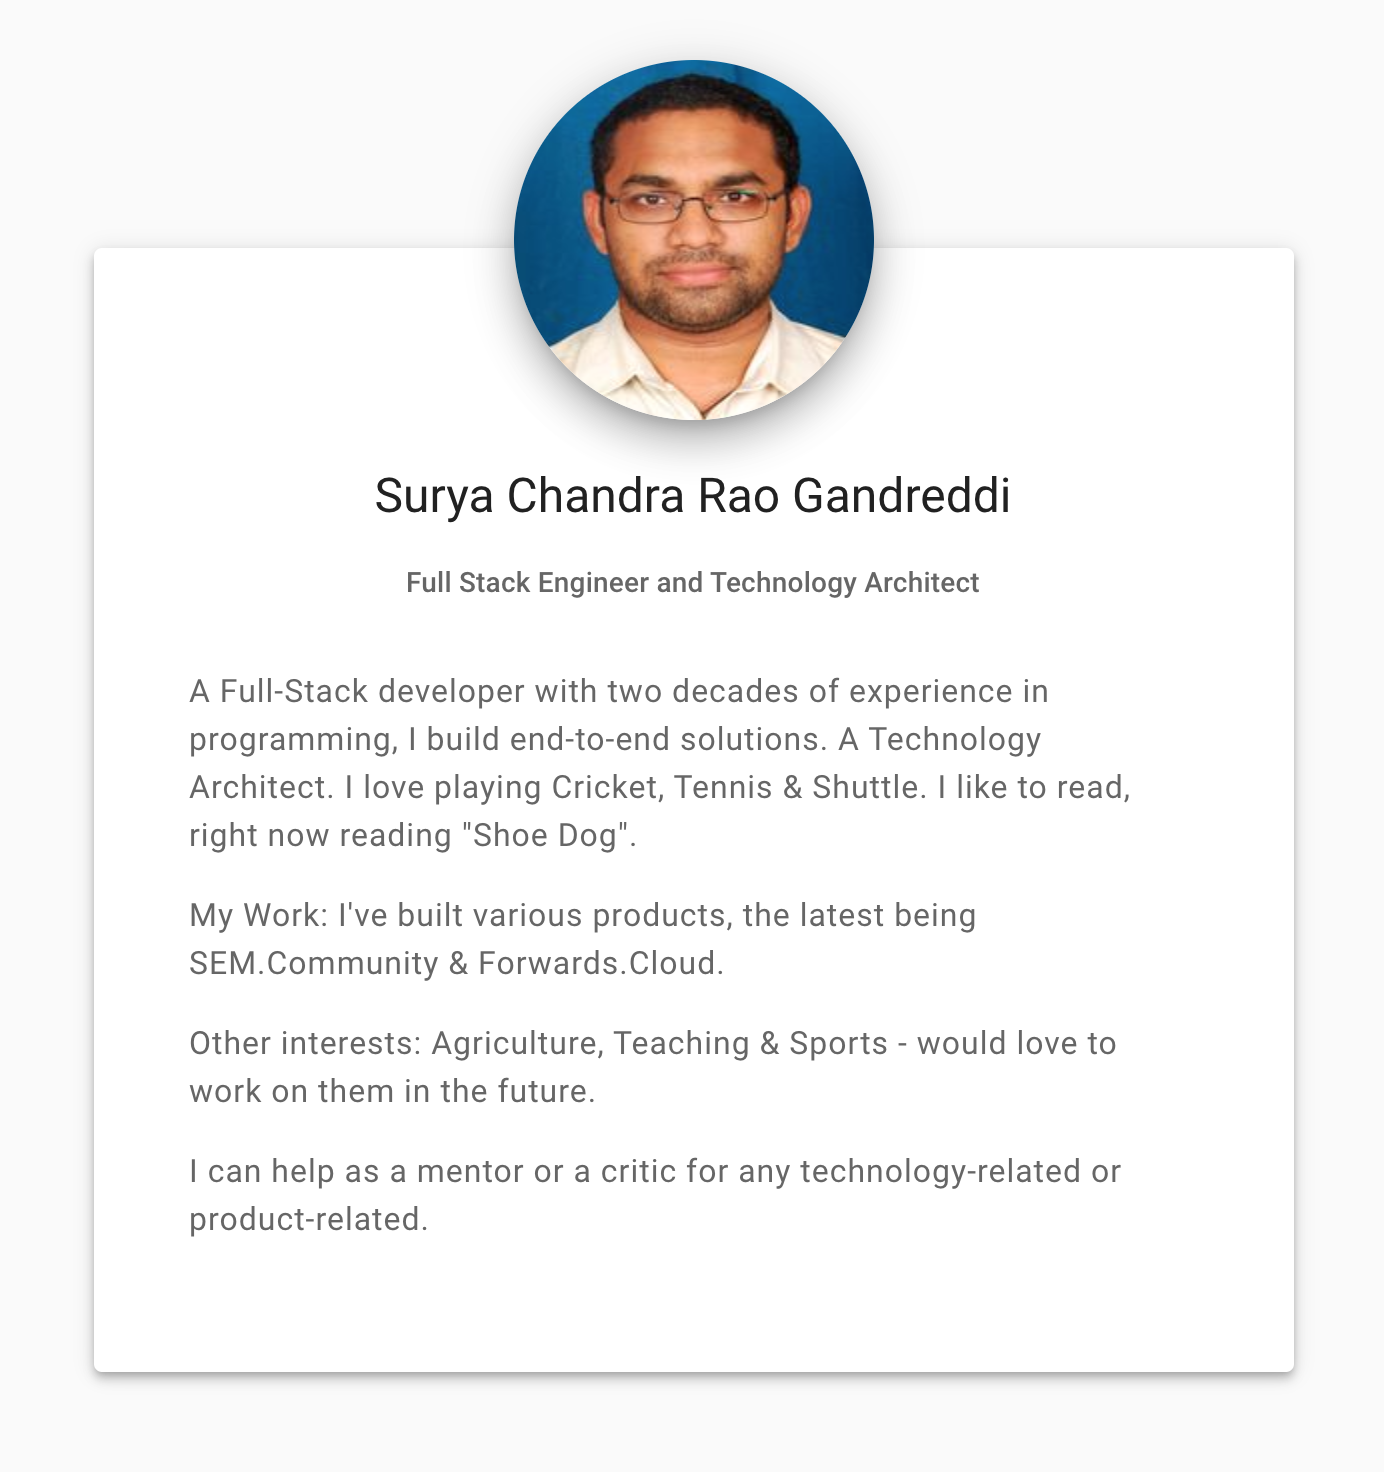 Surya Chandra Rao Gandreddi
Full Stack Engineer and Technology Architect
A Full-Stack developer with two decades of experience in
programming, I build end-to-end solutions. A Technology
Architect. I love playing Cricket, Tennis & Shuttle. I like to read,
right now reading "Shoe Dog".
My Work: I've built various products, the latest being
SEM.Community & Forwards.Cloud.
Other interests: Agriculture, Teaching & Sports - would love to
work on them in the future.
I can help as a mentor or a critic for any technology-related or
product-related.